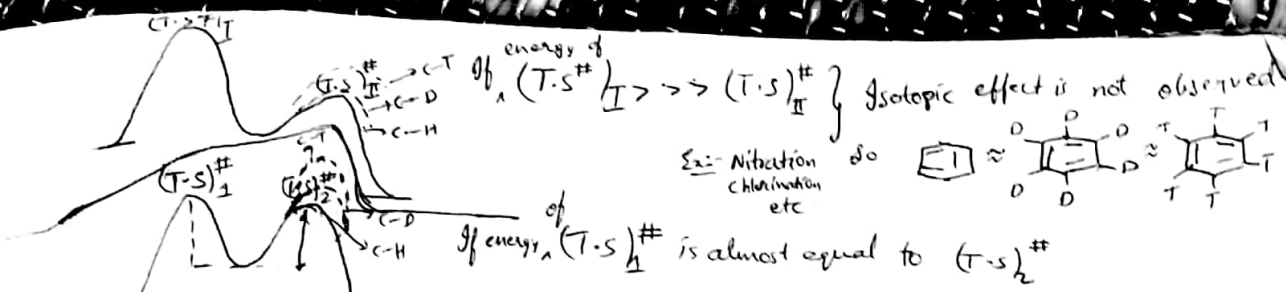 (T.S≠)I
(T.S)#II → C-T
→ C-D
→ C-H
If energy of (T.S#)I >>> (T.S)#II } Isotopic effect is not observed
Ex:- Nitration
Chlorination
etc
so ≈ ≈
D D D D D D
T T T T T T
(T-S)#1
C-T
(T.S)#2
C-D
C-H
If energy of (T.S)#1 is almost equal to (T.S)#2